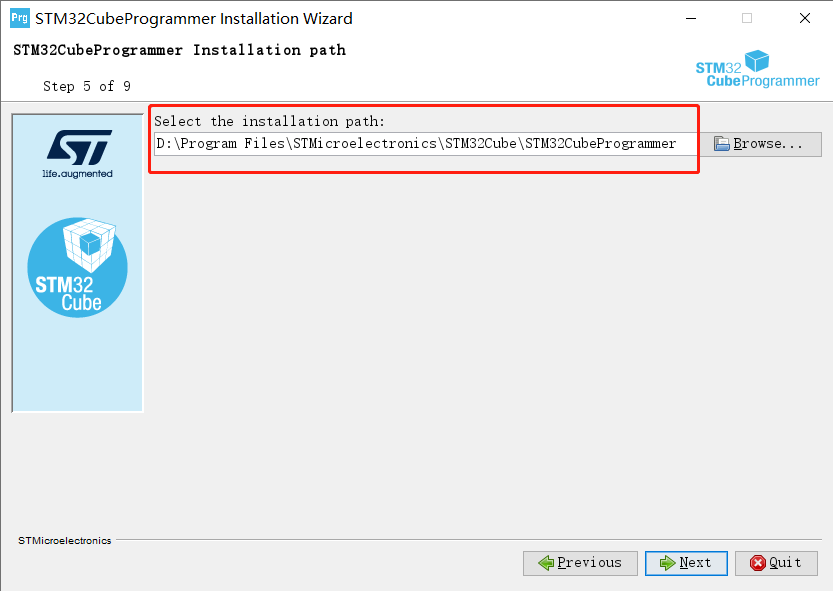 Prg STM32CubeProgrammer Installation Wizard
STM32CubeProgrammer Installation path
Step 5 of 9
STM32
CubeProgrammer
Select the installation path:
D:\Program Files\STMicroelectronics\STM32Cube\STM32CubeProgrammer
Browse...
ST
life.augmented
STM32
Cube
STMicroelectronics
Previous
Next
Quit